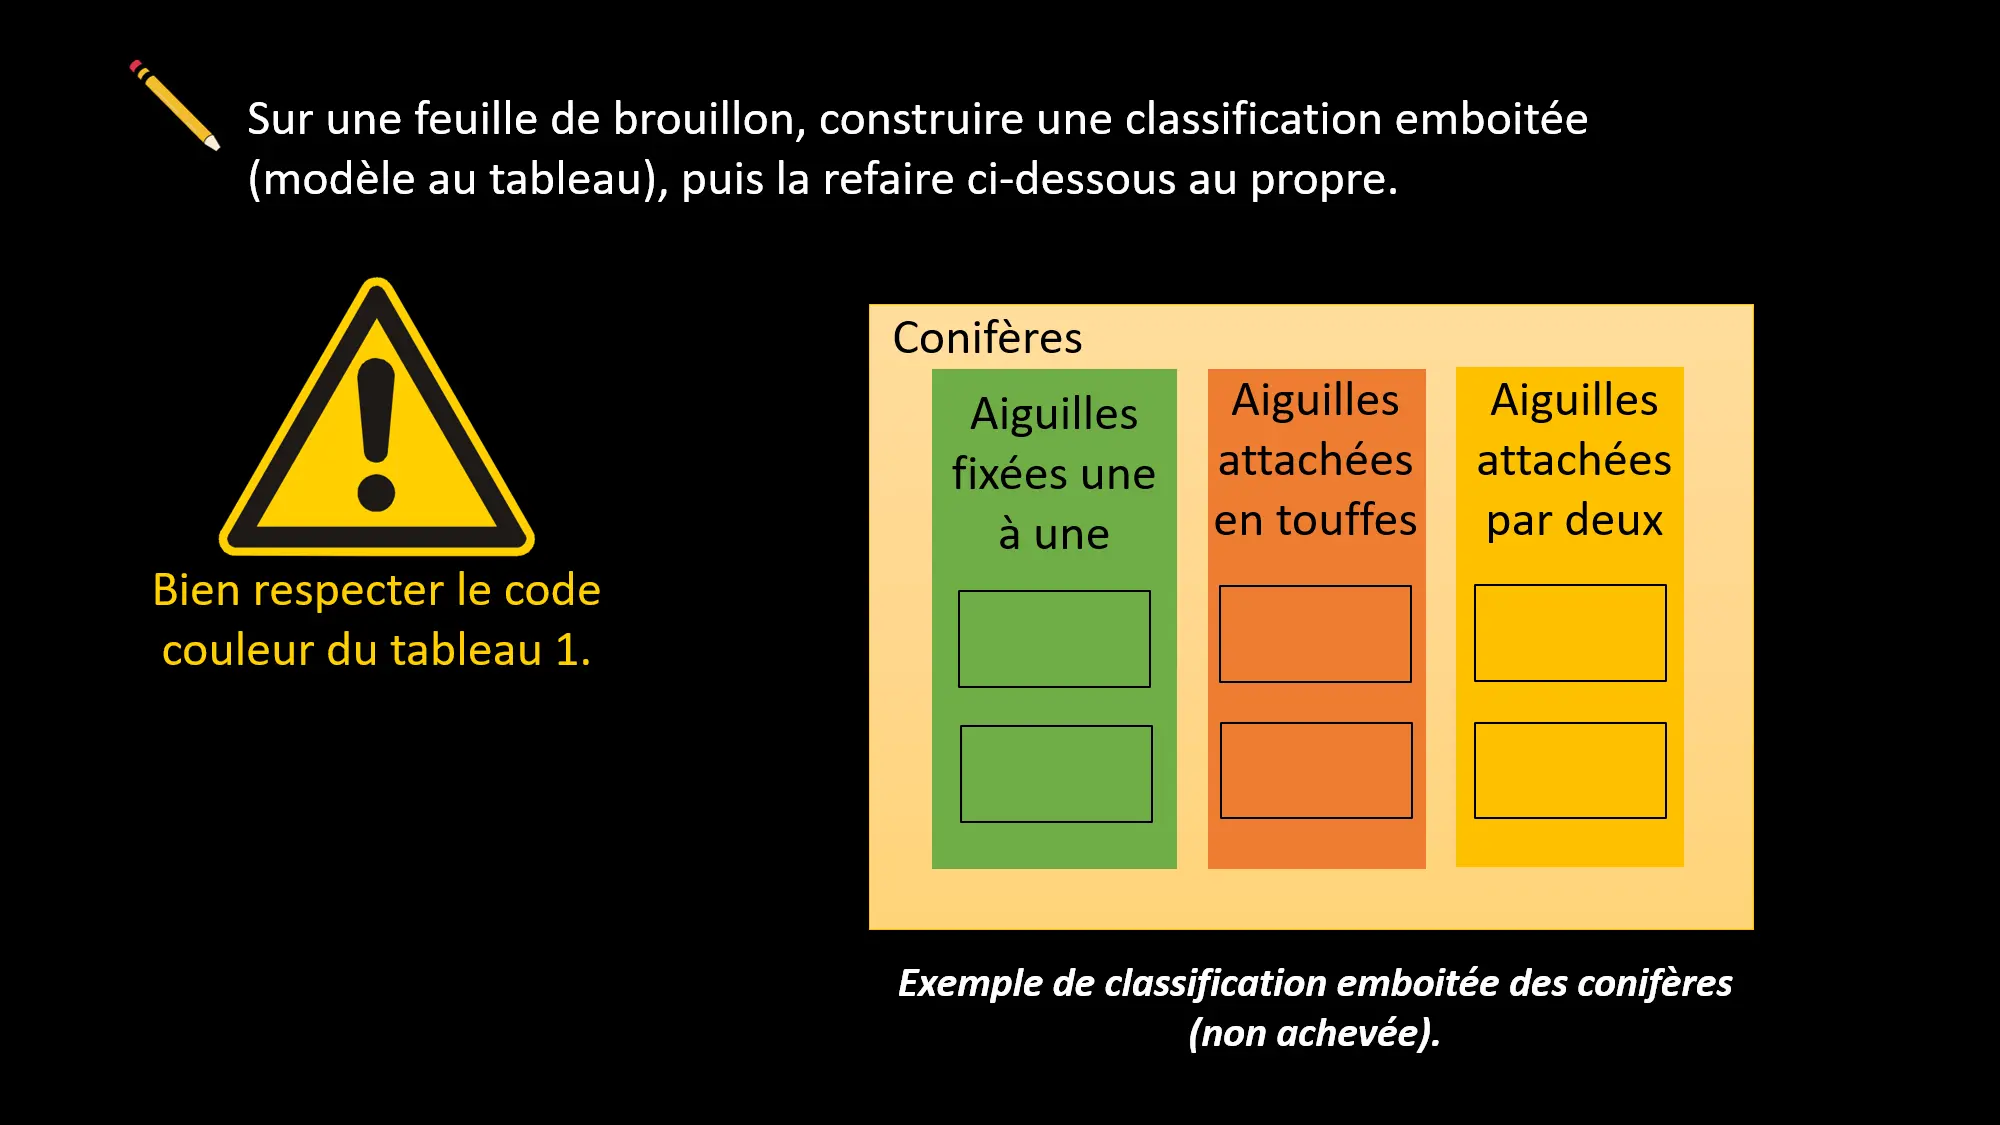 Sur une feuille de brouillon, construire une classification emboitée
(modèle au tableau), puis la refaire ci-dessous au propre.
Bien respecter le code
couleur du tableau 1.
Conifères
Aiguilles
fixées une
à une
Aiguilles
attachées
en touffes
Aiguilles
attachées
par deux
Exemple de classification emboitée des conifères
(non achevée).